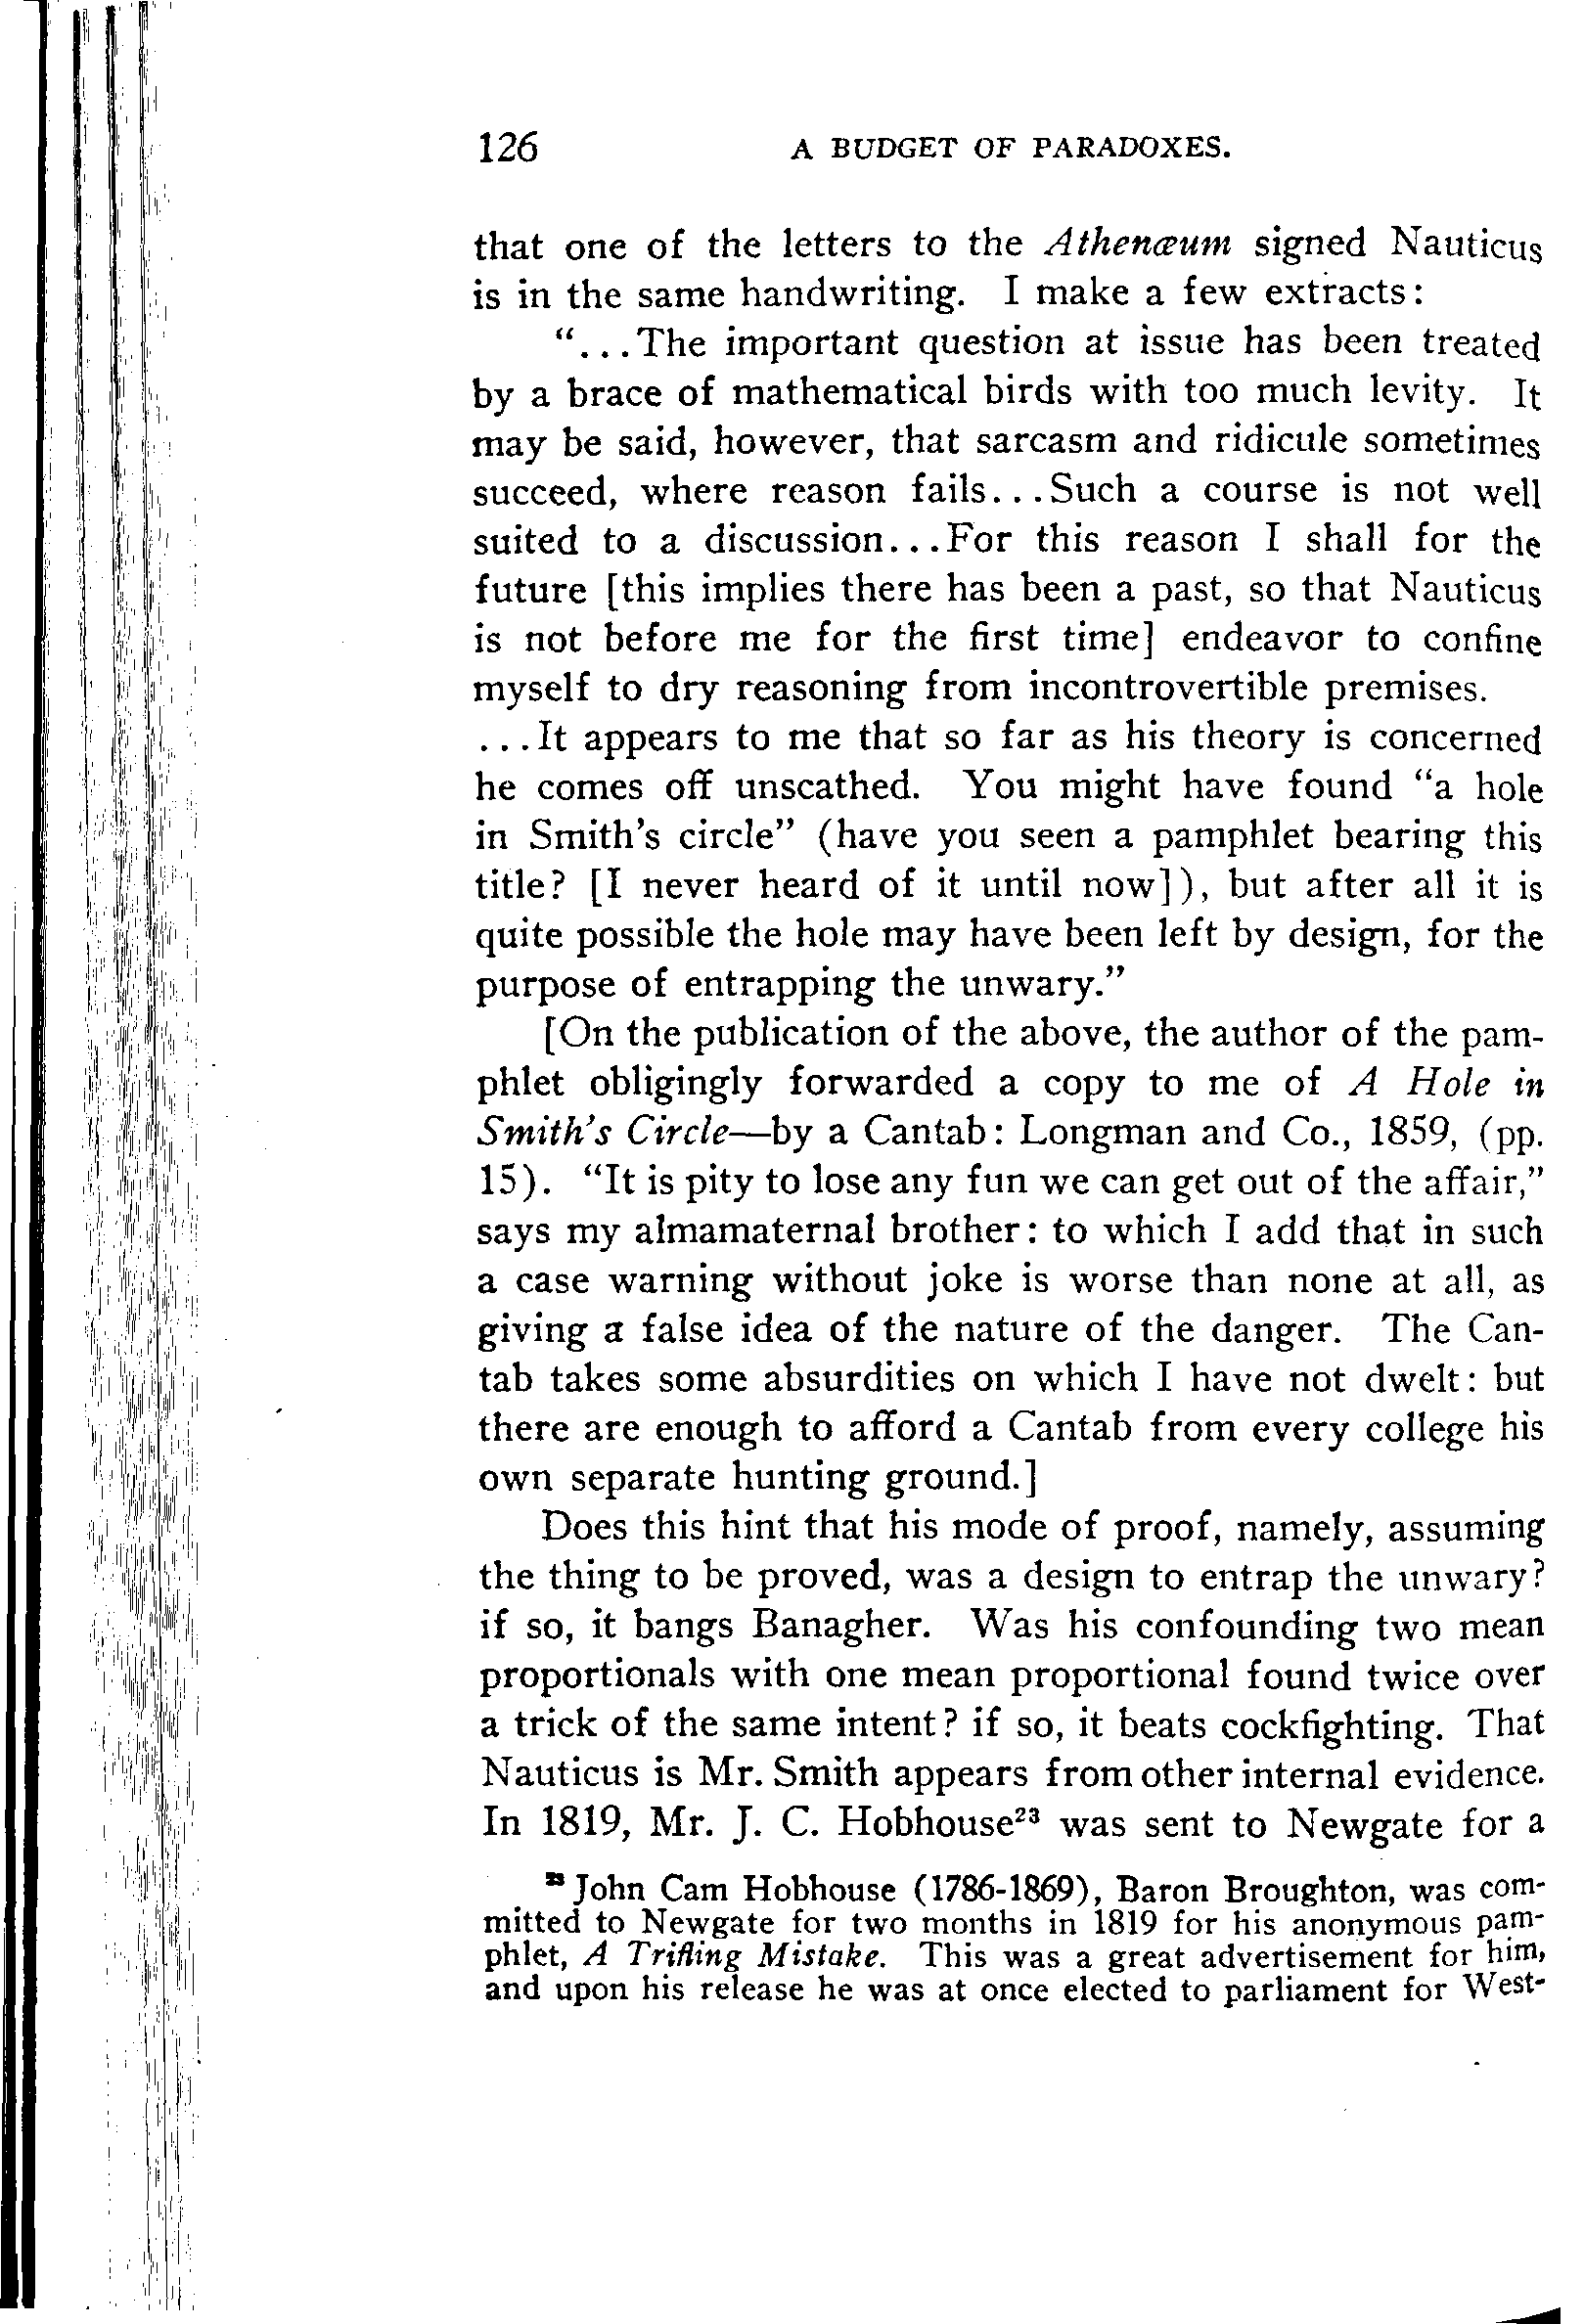 126 A BUDGET OF PARADOXES.
that one of the letters to the Athenæum signed Nauticus
is in the same handwriting. I make a few extracts:
“...The important question at issue has been treated
by a brace of mathematical birds with too much levity. It
may be said, however, that sarcasm and ridicule sometimes
succeed, where reason fails...Such a course is not well
suited to a discussion...For this reason I shall for the
future [this implies there has been a past, so that Nauticus
is not before me for the first time] endeavor to confine
myself to dry reasoning from incontrovertible premises.
...It appears to me that so far as his theory is concerned
he comes off unscathed. You might have found “a hole
in Smith’s circle” (have you seen a pamphlet bearing this
title? [I never heard of it until now]), but after all it is
quite possible the hole may have been left by design, for the
purpose of entrapping the unwary.”
[On the publication of the above, the author of the pam-
phlet obligingly forwarded a copy to me of A Hole in
Smith’s Circle—by a Cantab: Longman and Co., 1859, (pp.
15). “It is pity to lose any fun we can get out of the affair,”
says my almamaternal brother: to which I add that in such
a case warning without joke is worse than none at all, as
giving a false idea of the nature of the danger. The Can-
tab takes some absurdities on which I have not dwelt: but
there are enough to afford a Cantab from every college his
own separate hunting ground.]
Does this hint that his mode of proof, namely, assuming
the thing to be proved, was a design to entrap the unwary?
if so, it bangs Banagher. Was his confounding two mean
proportionals with one mean proportional found twice over
a trick of the same intent? if so, it beats cockfighting. That
Nauticus is Mr. Smith appears from other internal evidence.
In 1819, Mr. J. C. Hobhouse²³ was sent to Newgate for a
²³ John Cam Hobhouse (1786-1869), Baron Broughton, was com-
mitted to Newgate for two months in 1819 for his anonymous pam-
phlet, A Trifling Mistake. This was a great advertisement for him,
and upon his release he was at once elected to parliament for West-